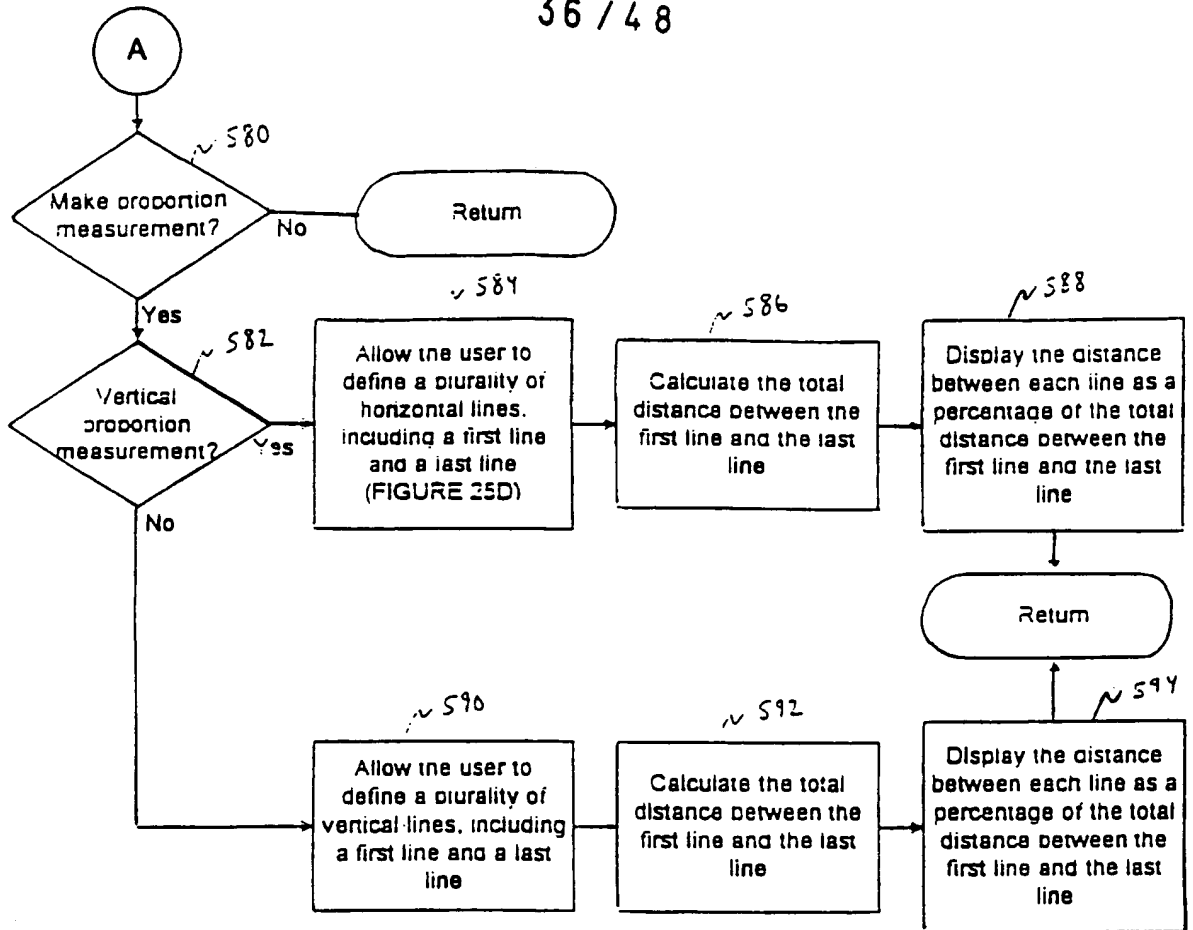 36 / 48
A
580
Make proportion
measurement?
No
Return
Yes
582
Vertical
proportion
measurement?
Yes
No
584
Allow the user to
define a plurality of
horizontal lines,
including a first line
and a last line
(FIGURE 25D)
586
Calculate the total
distance between the
first line and the last
line
588
Display the distance
between each line as a
percentage of the total
distance between the
first line and the last
line
Return
590
Allow the user to
define a plurality of
vertical lines, including
a first line and a last
line
592
Calculate the total
distance between the
first line and the last
line
594
Display the distance
between each line as a
percentage of the total
distance between the
first line and the last
line